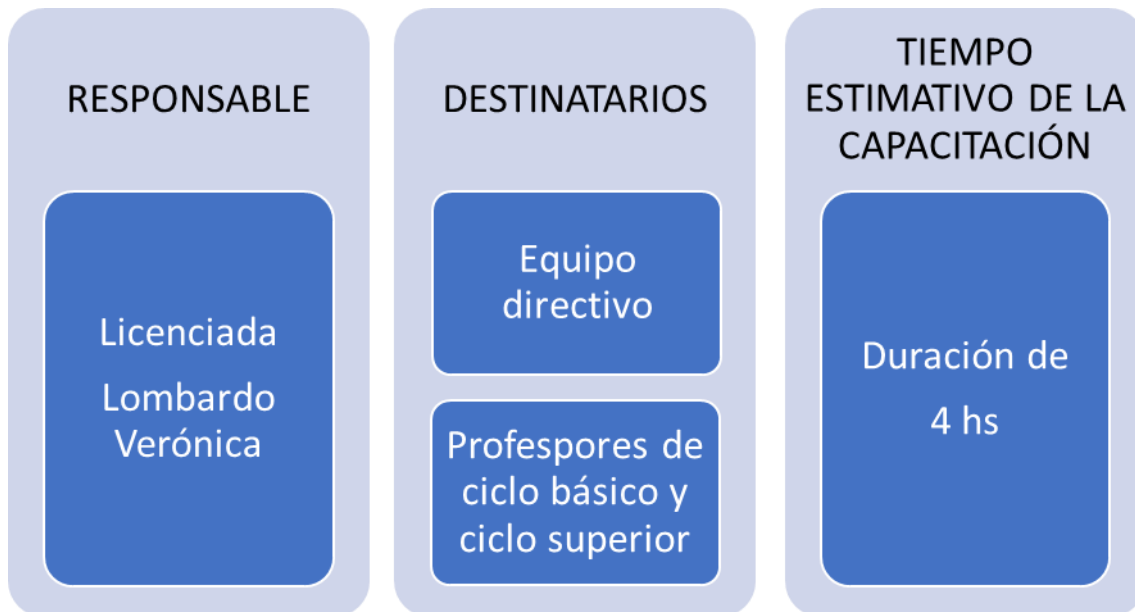 RESPONSABLE
Licenciada
Lombardo
Verónica
DESTINATARIOS
Equipo
directivo
Profespores de
ciclo básico y
ciclo superior
TIEMPO
ESTIMATIVO DE LA
CAPACITACIÓN
Duración de
4 hs